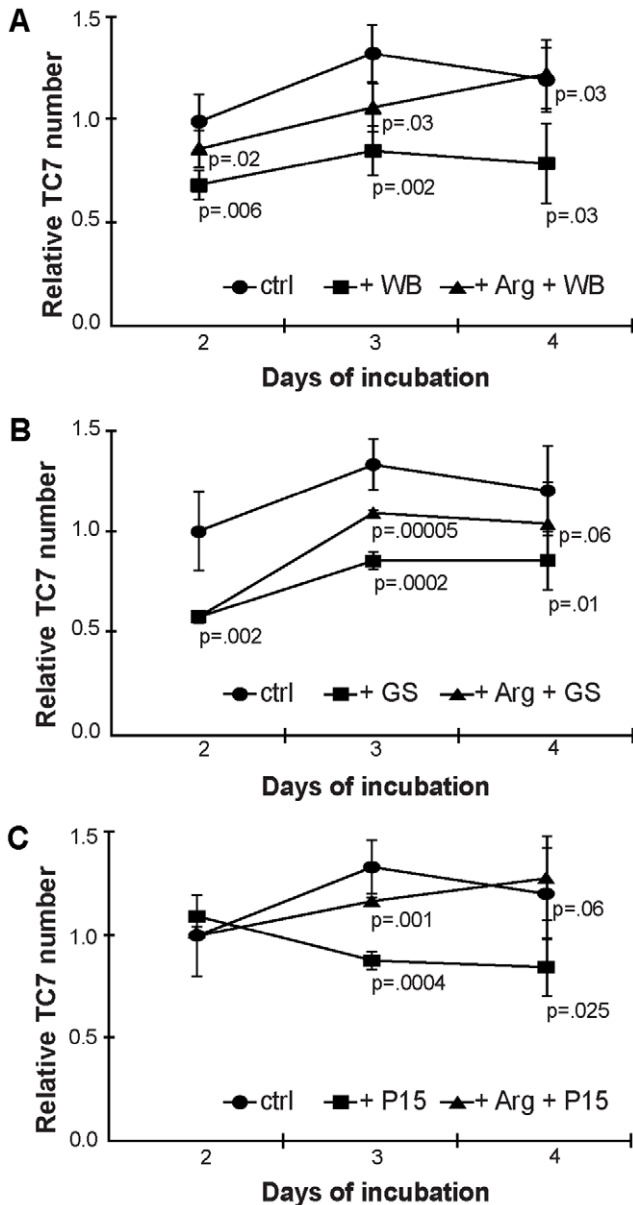 A
Relative TC7 number
1.5
1.0
0.5
0.0
p=.02
p=.006
p=.03
p=.002
p=.03
p=.03
ctrl + WB + Arg + WB
2 3 4
Days of incubation
B
Relative TC7 number
1.5
1.0
0.5
0.0
p=.002
p=.00005
p=.0002
p=.06
p=.01
ctrl + GS + Arg + GS
2 3 4
Days of incubation
C
Relative TC7 number
1.5
1.0
0.5
0.0
p=.001
p=.0004
p=.06
p=.025
ctrl + P15 + Arg + P15
2 3 4
Days of incubation